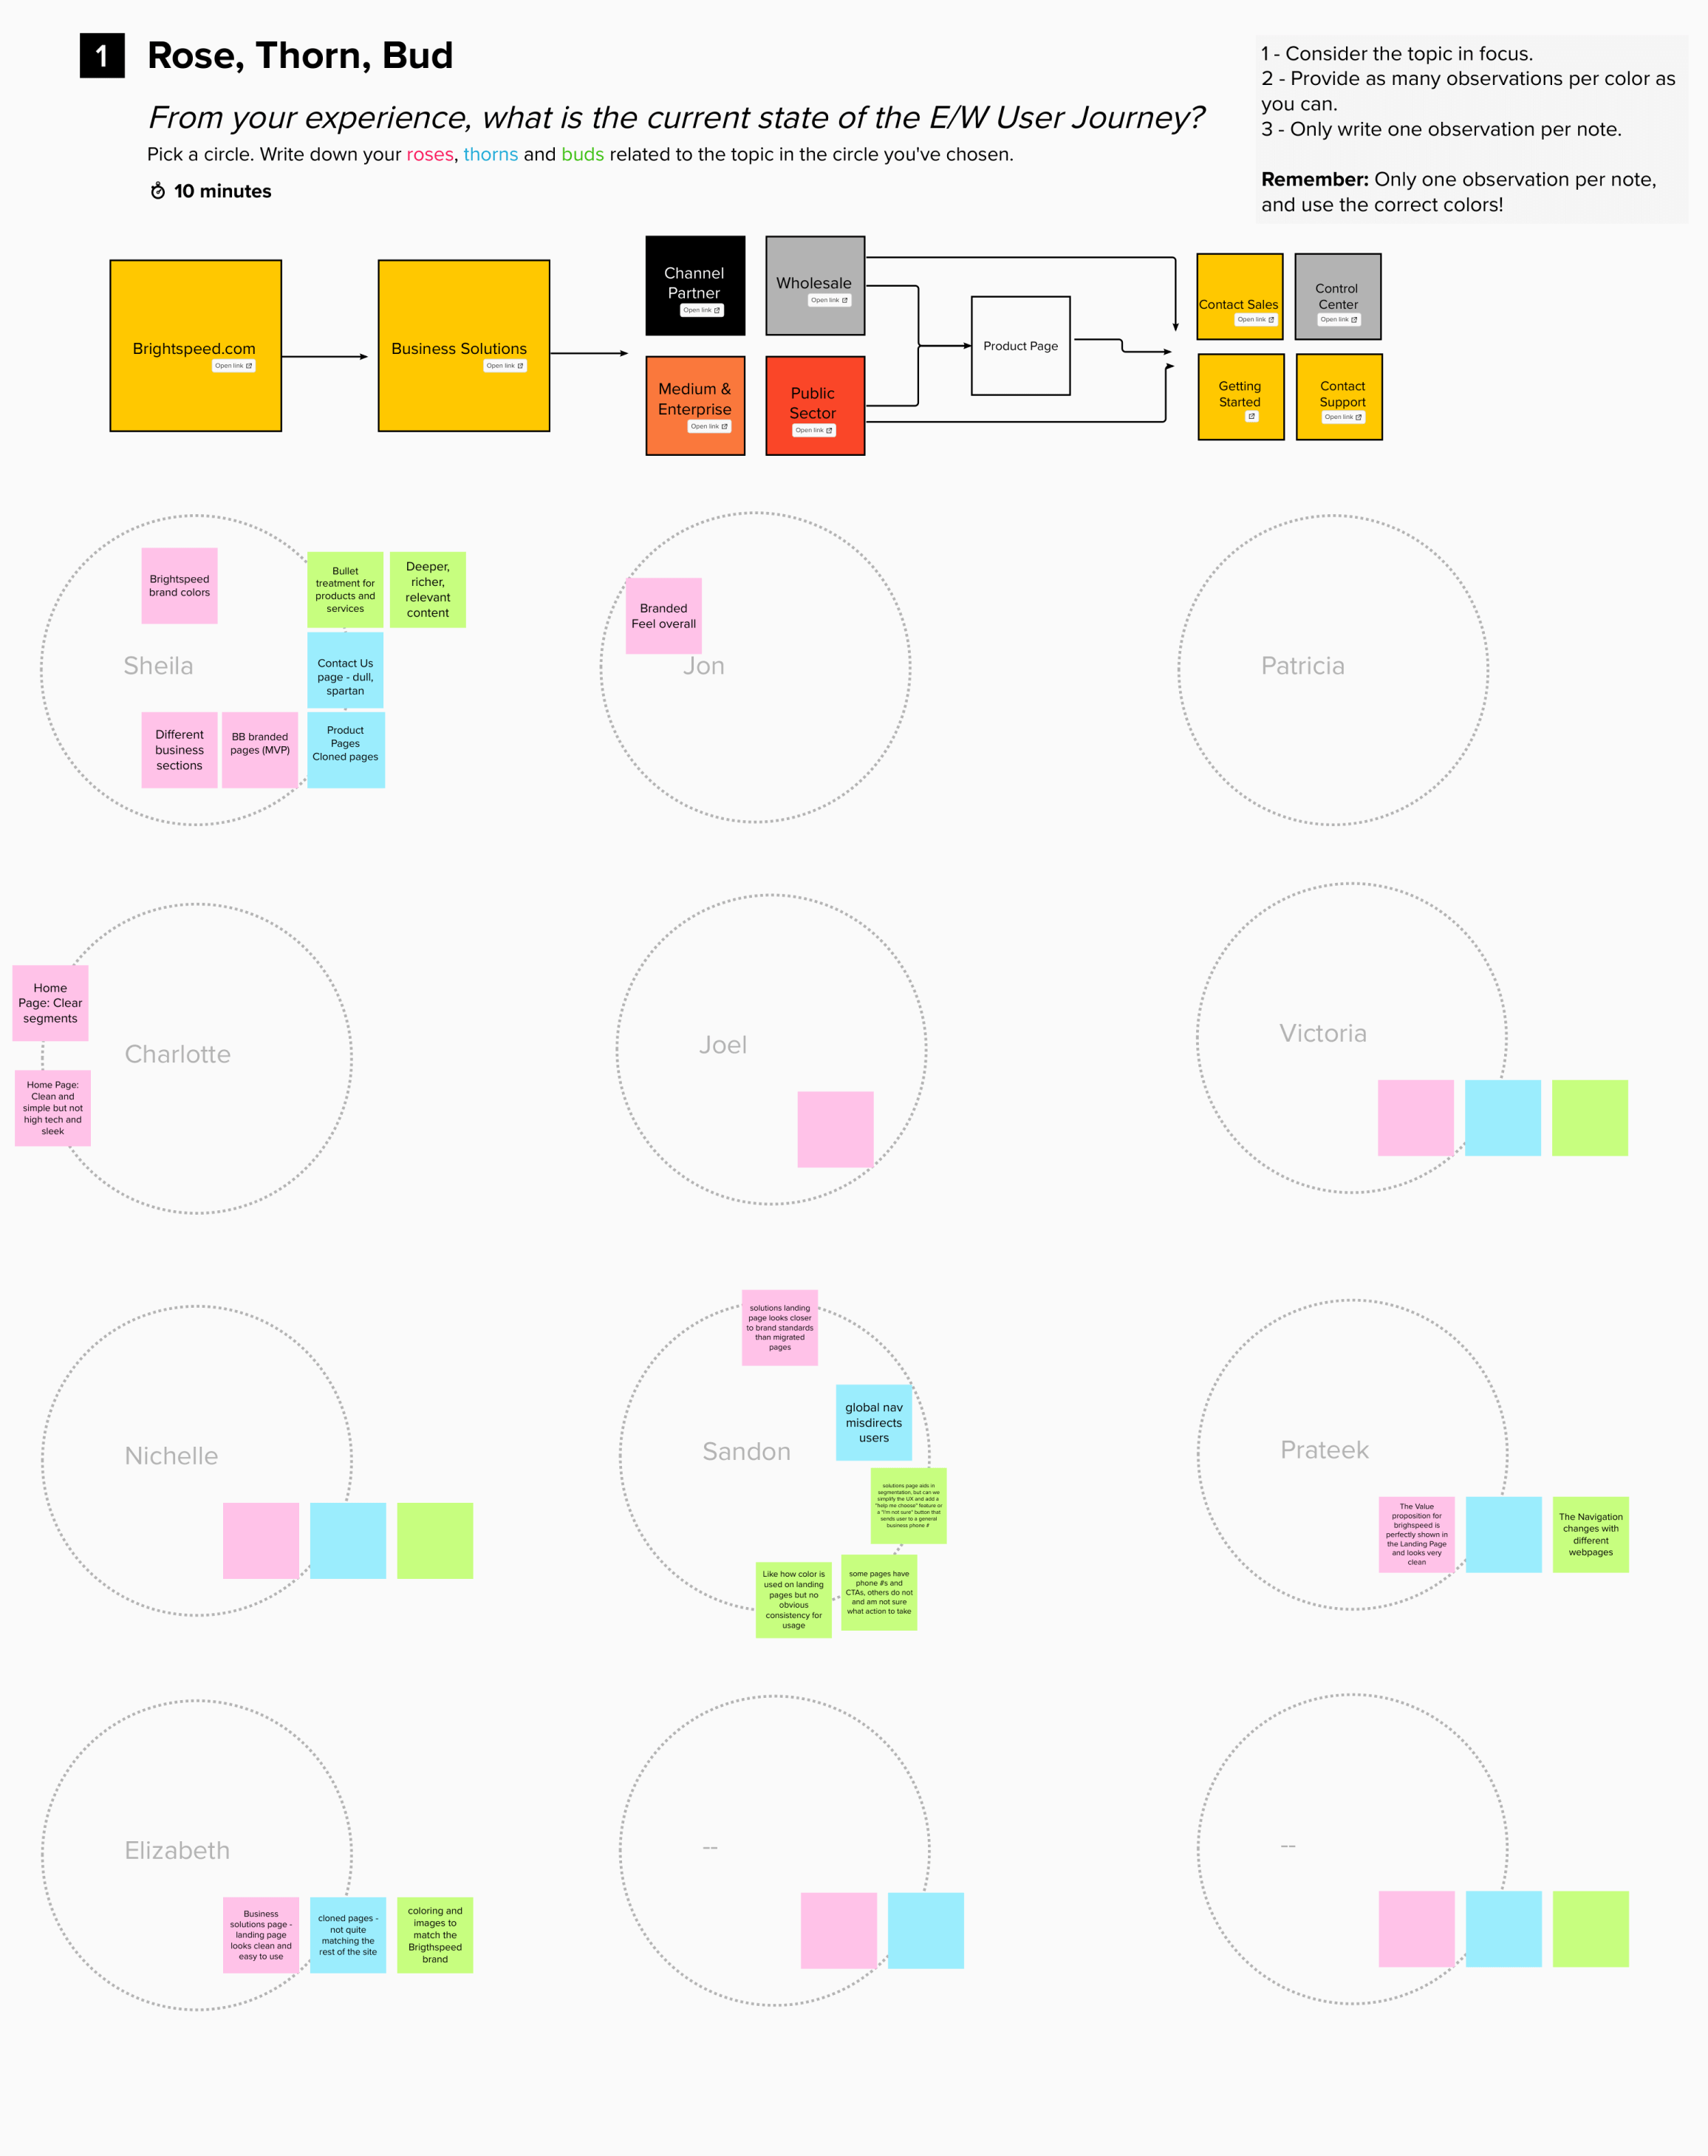 1
Rose, Thorn, Bud
From your experience, what is the current state of the E/W User Journey?
Pick a circle. Write down your roses, thorns and buds related to the topic in the circle you've chosen.
10 minutes
1 - Consider the topic in focus.
2 - Provide as many observations per color as
you can.
3 - Only write one observation per note.
Remember: Only one observation per note,
and use the correct colors!
Brightspeed.com
Open link
Business Solutions
Open link
Channel
Partner
Open link
Wholesale
Open link
Medium &
Enterprise
Open link
Public
Sector
Open link
Product Page
Contact Sales
Open link
Control
Center
Open link
Getting
Started
Contact
Support
Open link
Sheila
Brightspeed
brand colors
Bullet
treatment for
products and
services
Deeper,
richer,
relevant
content
Contact Us
page - dull,
spartan
Different
business
sections
BB branded
pages (MVP)
Product
Pages
Cloned pages
Branded
Feel overall
Jon
Patricia
Home
Page: Clear
segments
Charlotte
Home Page:
Clean and
simple but not
high tech and
sleek
Joel
Victoria
Nichelle
solutions landing
page looks closer
to brand standards
than migrated
pages
global nav
misdirects
users
Sandon
solutions page aids in
segmentation, but can we
simplify the UX and add a
"help me choose" feature or
a "I'm not sure" button that
sends user to a general
business phone #
Like how color is
used on landing
pages but no
obvious
consistency for
usage
some pages have
phone #s and
CTAs, others do not
and am not sure
what action to take
Prateek
The Value
proposition for
brighspeed is
perfectly shown in
the Landing Page
and looks very
clean
The Navigation
changes with
different
webpages
Elizabeth
Business
solutions page -
landing page
looks clean and
easy to use
cloned pages -
not quite
matching the
rest of the site
coloring and
images to
match the
Brigthspeed
brand
--
--